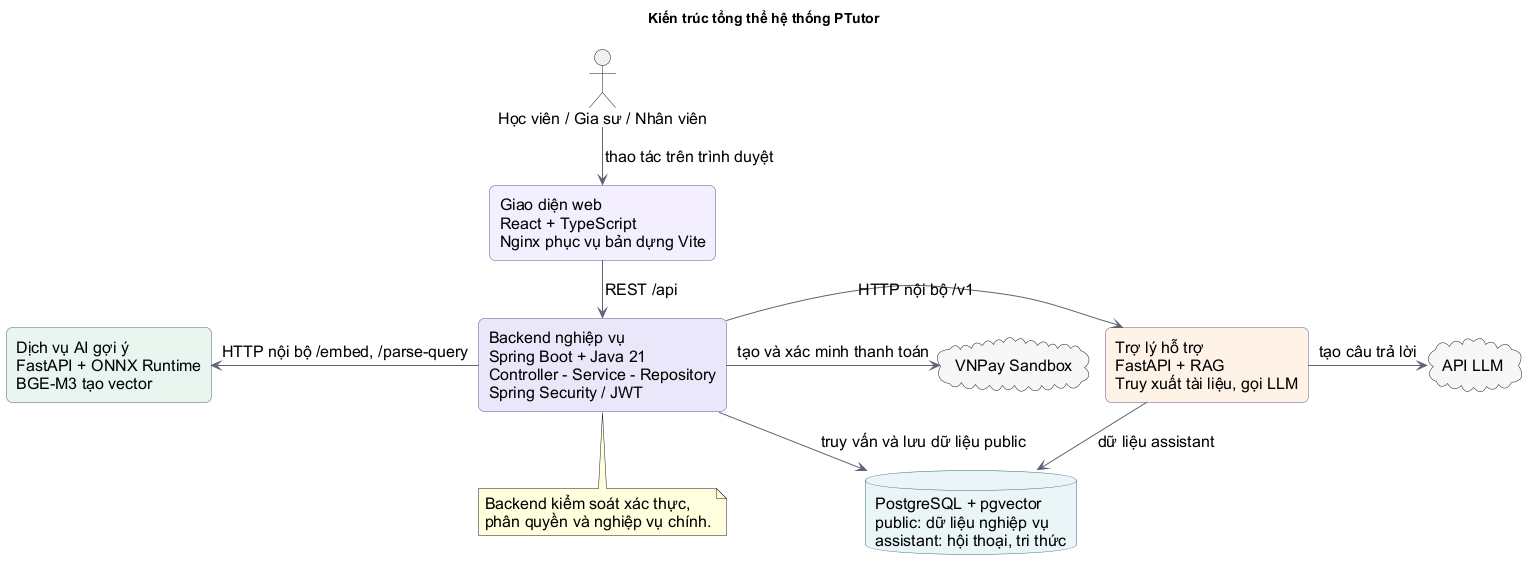 Kiến trúc tổng thể hệ thống PTutor
Học viên / Gia sư / Nhân viên
thao tác trên trình duyệt
Giao diện web
React + TypeScript
Nginx phục vụ bản dựng Vite
REST /api
HTTP nội bộ /v1
Dịch vụ AI gợi ý
FastAPI + ONNX Runtime
BGE-M3 tạo vector
HTTP nội bộ /embed, /parse-query
Backend nghiệp vụ
Spring Boot + Java 21
Controller - Service - Repository
Spring Security / JWT
tạo và xác minh thanh toán
VNPay Sandbox
Trợ lý hỗ trợ
FastAPI + RAG
Truy xuất tài liệu, gọi LLM
tạo câu trả lời
API LLM
truy vấn và lưu dữ liệu public
dữ liệu assistant
Backend kiểm soát xác thực,
phân quyền và nghiệp vụ chính.
PostgreSQL + pgvector
public: dữ liệu nghiệp vụ
assistant: hội thoại, tri thức